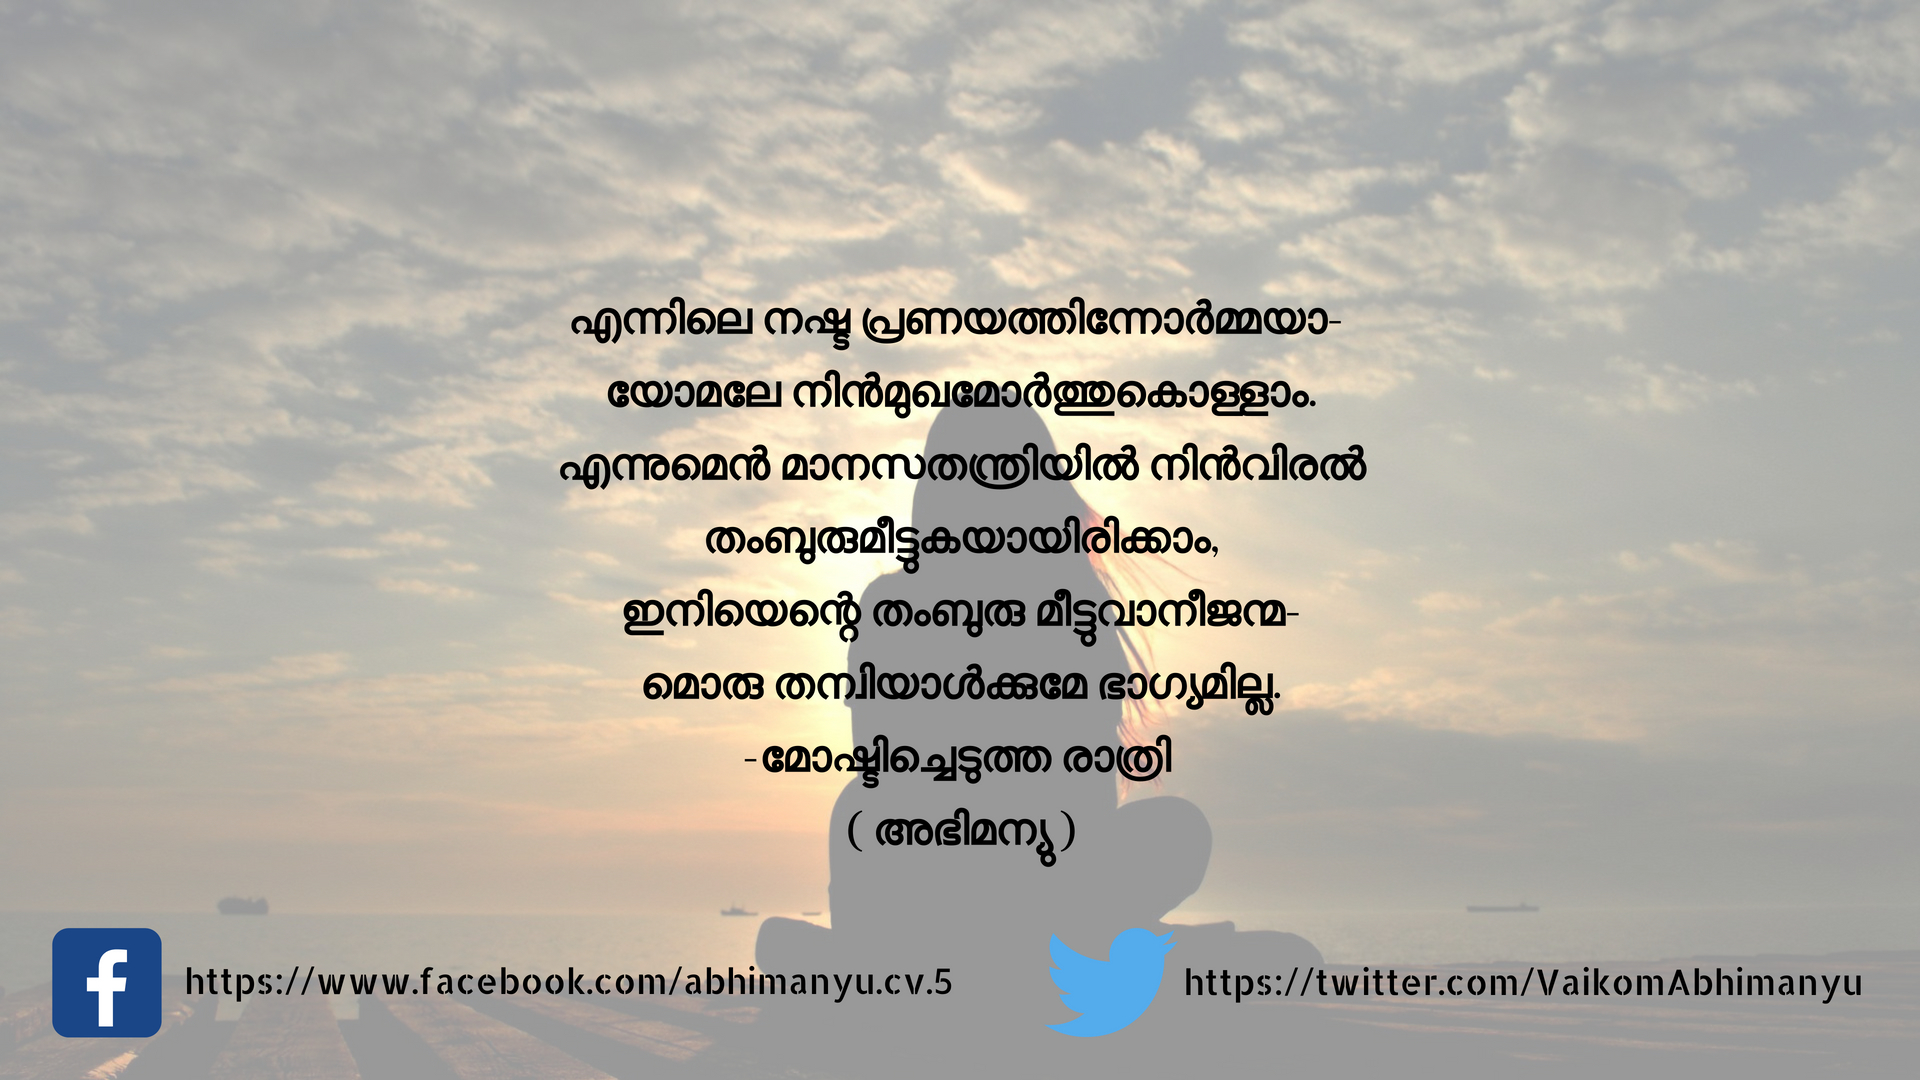 എന്നിലെ നഷ്ട പ്രണയത്തിന്നോർമ്മയാ-
യോമലേ നിൻമുഖമോർത്തുകൊള്ളാം.
എന്നുമെൻ മാനസതന്ത്രിയിൽ നിൻവിരൽ
തംബുരുമീട്ടുകയായിരിക്കാം,
ഇനിയെന്റെ തംബുരു മീട്ടുവാനീജന്മ-
മൊരു തന്വിയാൾക്കുമേ ഭാഗ്യമില്ല.
-മോഷ്ടിച്ചെടുത്ത രാത്രി
( അഭിമന്യു )
f https://www.facebook.com/abhimanyu.cv.5 https://twitter.com/VaikomAbhimanyu